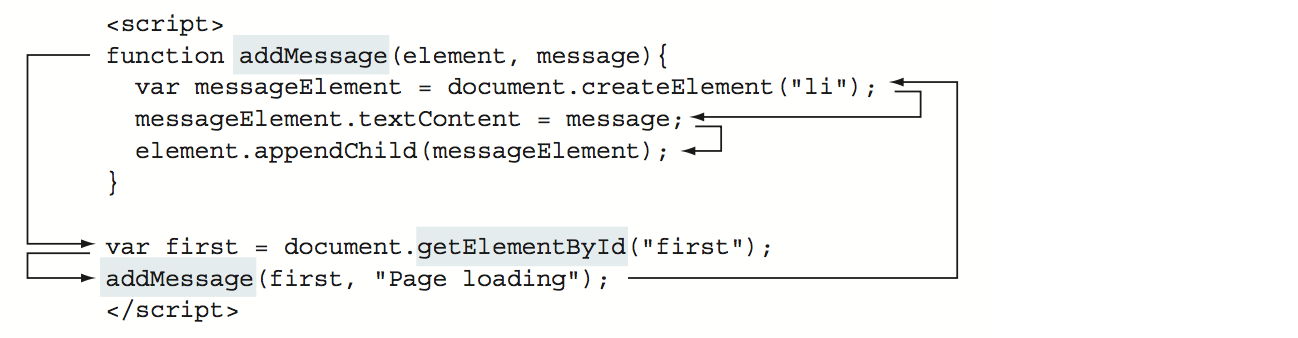 <script>
function addMessage(element, message){
  var messageElement = document.createElement("li");
  messageElement.textContent = message;
  element.appendChild(messageElement);
}
var first = document.getElementById("first");
addMessage(first, "Page loading");
</script>